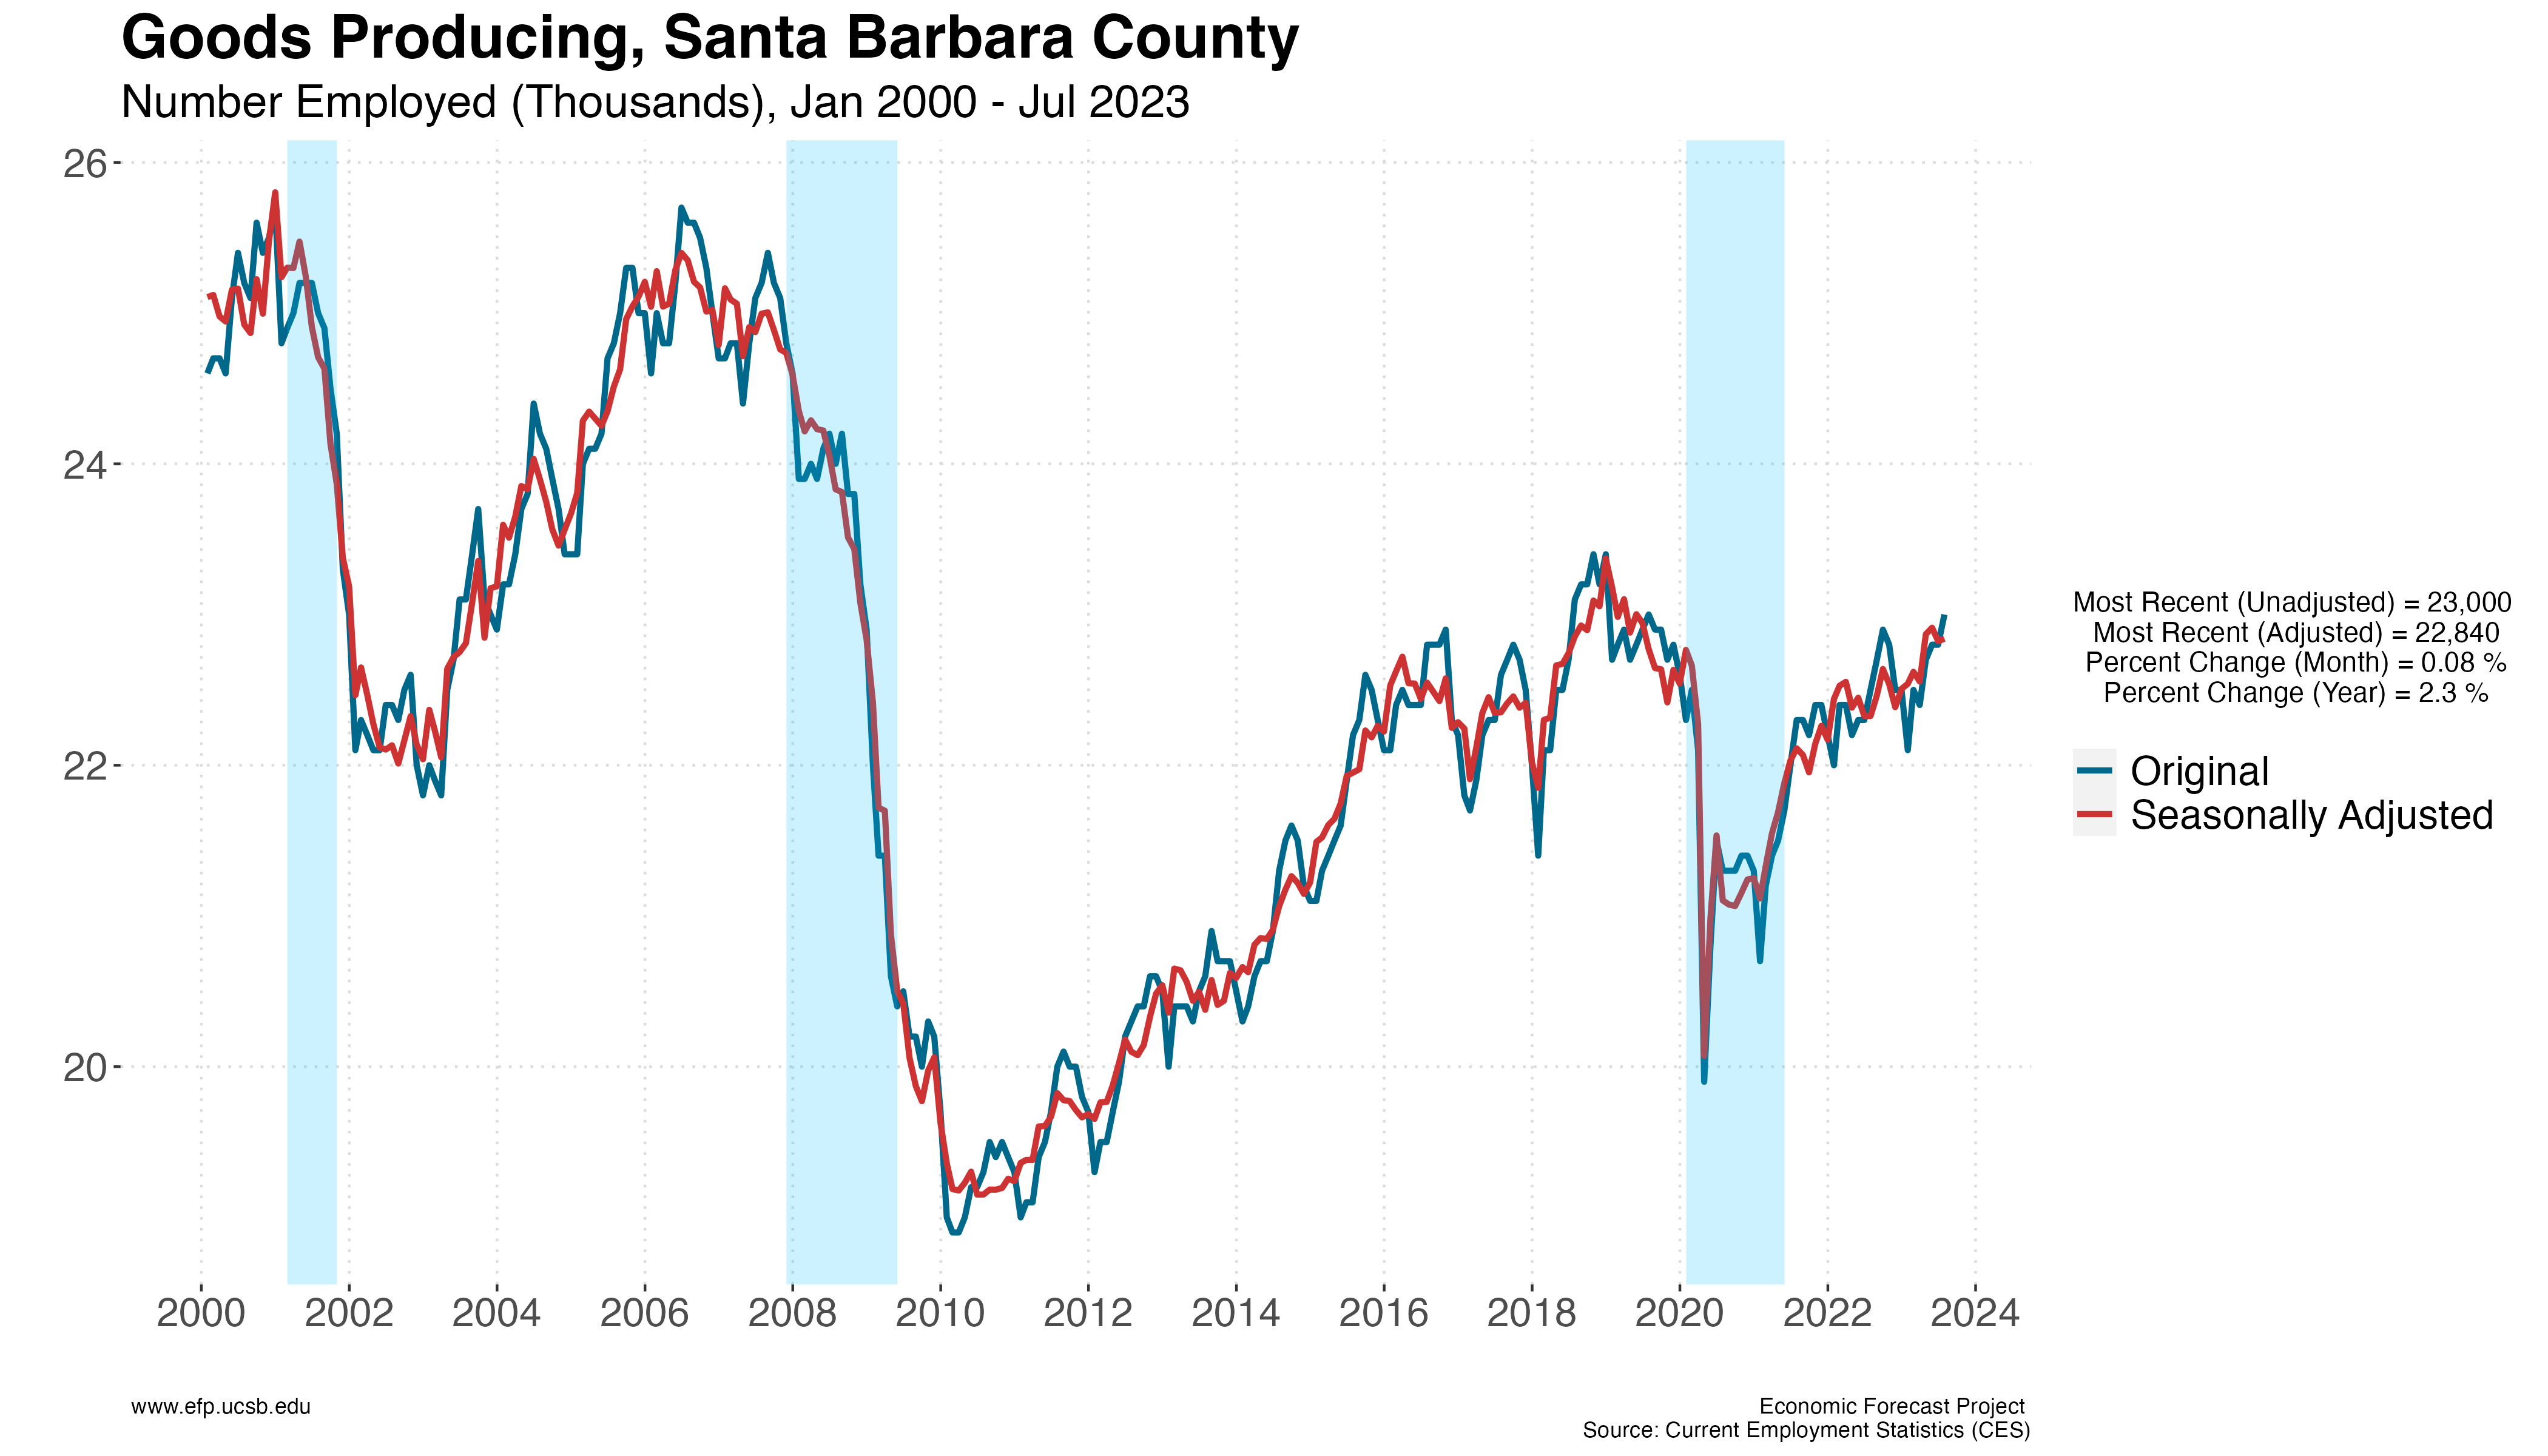 Goods Producing, Santa Barbara County
Number Employed (Thousands), Jan 2000 - Jul 2023
26
24
22
20
2000 2002 2004 2006 2008 2010 2012 2014 2016 2018 2020 2022 2024
Most Recent (Unadjusted) = 23,000
Most Recent (Adjusted) = 22,840
Percent Change (Month) = 0.08 %
Percent Change (Year) = 2.3 %
Original
Seasonally Adjusted
www.efp.ucsb.edu
Economic Forecast Project
Source: Current Employment Statistics (CES)